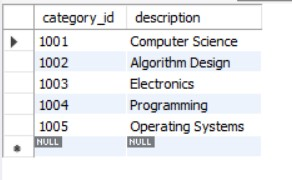 category_id description
1001 Computer Science
1002 Algorithm Design
1003 Electronics
1004 Programming
1005 Operating Systems
NULL NULL